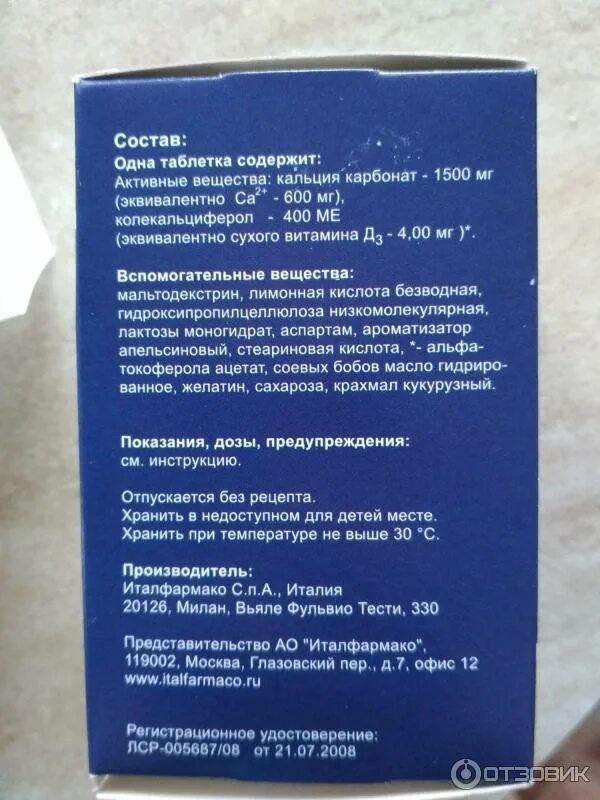 Состав:
Одна таблетка содержит:
Активные вещества: кальция карбонат - 1500 мг
(эквивалентно Ca2+ - 600 мг),
колекальциферол - 400 МЕ
(эквивалентно сухого витамина Д3 - 4,00 мг )*.
Вспомогательные вещества:
мальтодекстрин, лимонная кислота безводная,
гидроксипропилцеллюлоза низкомолекулярная,
лактозы моногидрат, аспартам, ароматизатор
апельсиновый, стеариновая кислота, *- альфа-
токоферола ацетат, соевых бобов масло гидриро-
ванное, желатин, сахароза, крахмал кукурузный.
Показания, дозы, предупреждения:
см. инструкцию.
Отпускается без рецепта.
Хранить в недоступном для детей месте.
Хранить при температуре не выше 30 °С.
Производитель:
Италфармако С.п.А., Италия
20126, Милан, Вьяле Фульвио Тести, 330
Представительство АО "Италфармако",
119002, Москва, Глазовский пер., д.7, офис 12
www.italfarmaco.ru
Регистрационное удостоверение:
ЛСР-005687/08 от 21.07.2008
ОТЗОВИК